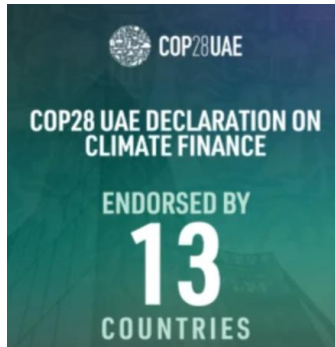 COP28UAE
COP28 UAE DECLARATION ON
CLIMATE FINANCE
ENDORSED BY
13
COUNTRIES